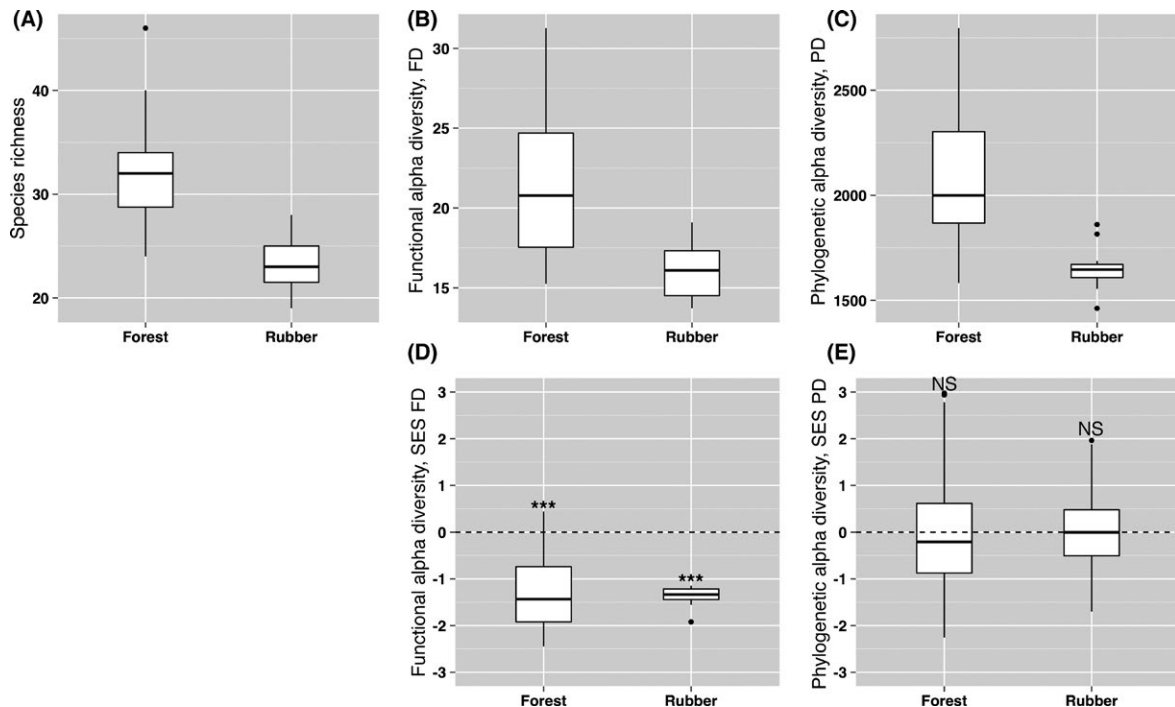 (A)
Species richness
40
30
20
Forest
Rubber
(B)
Functional alpha diversity, FD
30
25
20
15
Forest
Rubber
(C)
Phylogenetic alpha diversity, PD
2500
2000
1500
Forest
Rubber
(D)
Functional alpha diversity, SES FD
3
2
1
0
-1
-2
-3
***
***
Forest
Rubber
(E)
Phylogenetic alpha diversity, SES PD
3
2
1
0
-1
-2
-3
NS
NS
Forest
Rubber